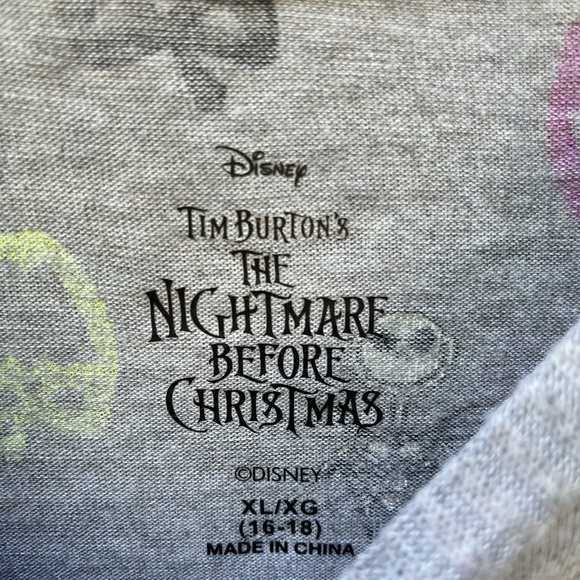 Disney
TIM BURTON'S
THE
NIGHTMARE
BEFORE
CHRISTMAS
©DISNEY
XL/XG
(16-18)
MADE IN CHINA